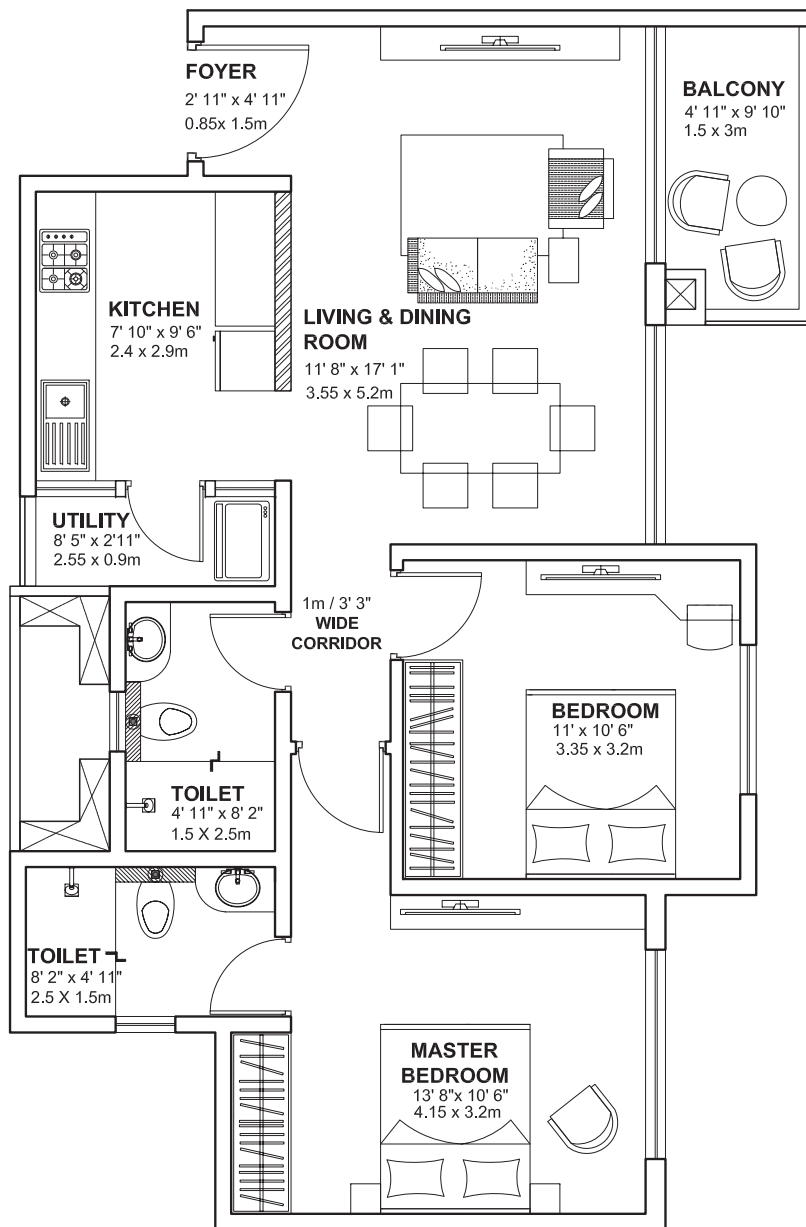 FOYER
2' 11" x 4' 11"
0.85x 1.5m
BALCONY
4' 11" x 9' 10"
1.5 x 3m
KITCHEN
7' 10" x 9' 6"
2.4 x 2.9m
LIVING & DINING
ROOM
11' 8" x 17' 1"
3.55 x 5.2m
UTILITY
8' 5" x 2'11"
2.55 x 0.9m
1m / 3' 3"
WIDE
CORRIDOR
BEDROOM
11' x 10' 6"
3.35 x 3.2m
TOILET
4' 11" x 8' 2"
1.5 X 2.5m
TOILET
8' 2" x 4' 11"
2.5 X 1.5m
MASTER
BEDROOM
13' 8"x 10' 6"
4.15 x 3.2m